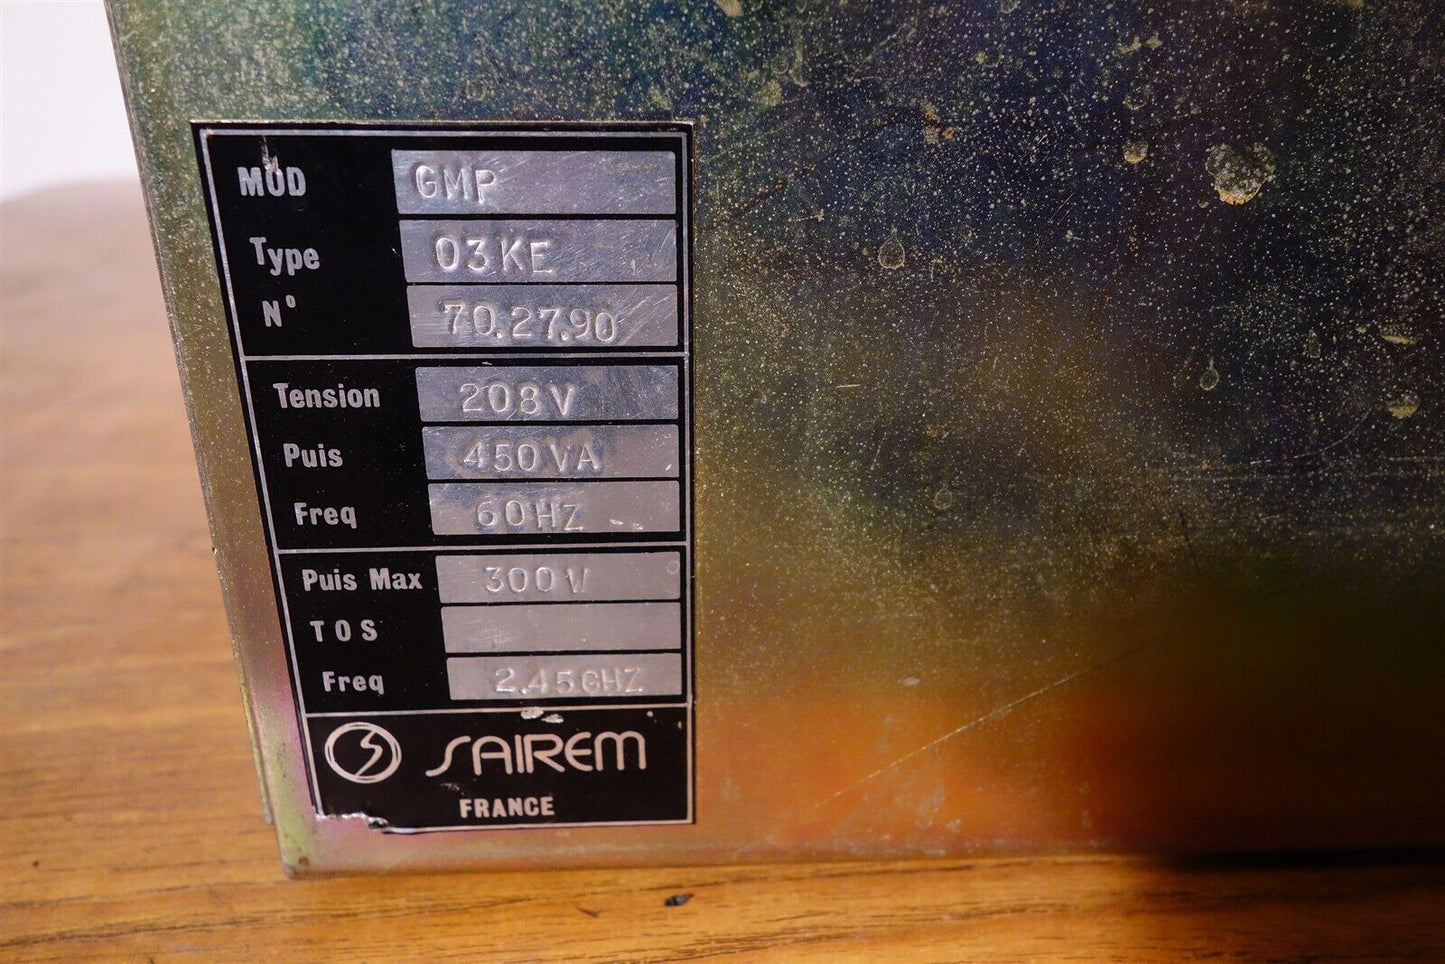 MOD GMP
Type 03KE
N° 70.27.90
Tension 208V
Puis 450VA
Freq 60HZ
Puis Max 300W
TOS
Freq 2.45GHZ
SAIREM
FRANCE